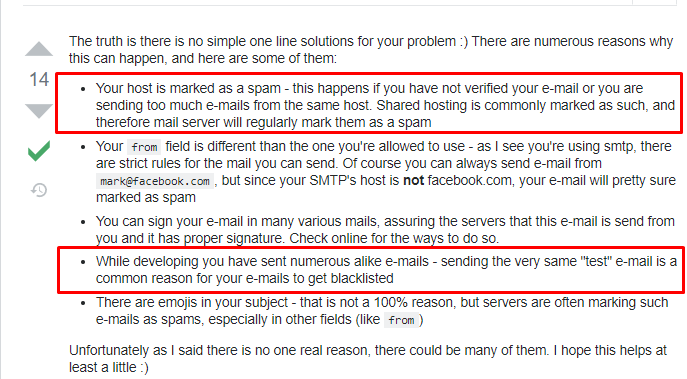 The truth is there is no simple one line solutions for your problem :) There are numerous reasons why
this can happen, and here are some of them:
14
• Your host is marked as a spam - this happens if you have not verified your e-mail or you are
sending too much e-mails from the same host. Shared hosting is commonly marked as such, and
therefore mail server will regularly mark them as a spam
• Your from field is different than the one you're allowed to use - as I see you're using smtp, there
are strict rules for the mail you can send. Of course you can always send e-mail from
mark@facebook.com, but since your SMTP's host is not facebook.com, your e-mail will pretty sure
marked as spam
• You can sign your e-mail in many various mails, assuring the servers that this e-mail is send from
you and it has proper signature. Check online for the ways to do so.
• While developing you have sent numerous alike e-mails - sending the very same "test" e-mail is a
common reason for your e-mails to get blacklisted
• There are emojis in your subject - that is not a 100% reason, but servers are often marking such
e-mails as spams, especially in other fields (like from)
Unfortunately as I said there is no one real reason, there could be many of them. I hope this helps at
least a little :)